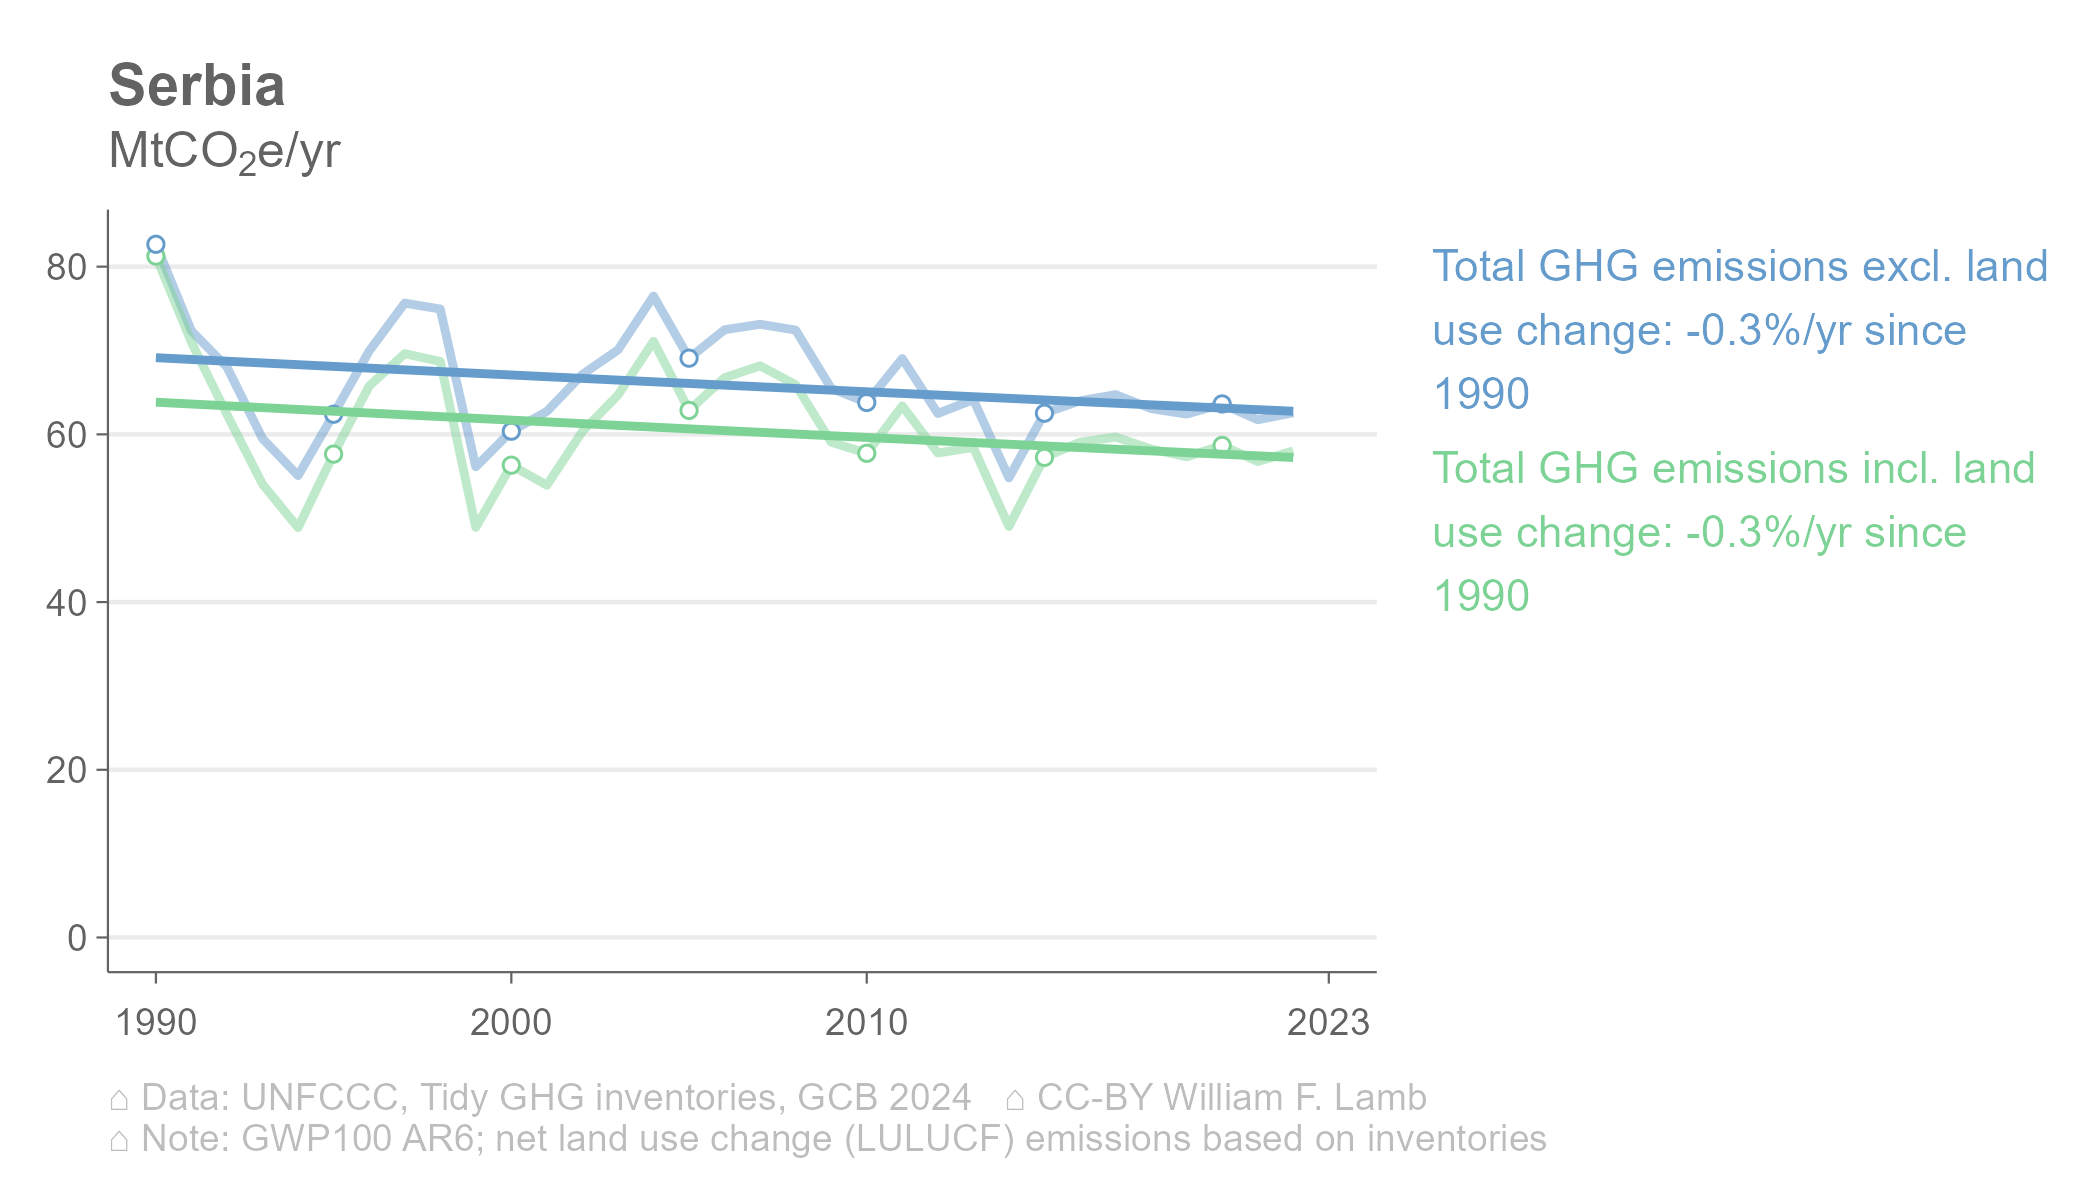 Serbia
MtCO₂e/yr
80
60
40
20
0
1990 2000 2010 2023
Total GHG emissions excl. land
use change: -0.3%/yr since
1990
Total GHG emissions incl. land
use change: -0.3%/yr since
1990
⌂ Data: UNFCCC, Tidy GHG inventories, GCB 2024 ⌂ CC-BY William F. Lamb
⌂ Note: GWP100 AR6; net land use change (LULUCF) emissions based on inventories